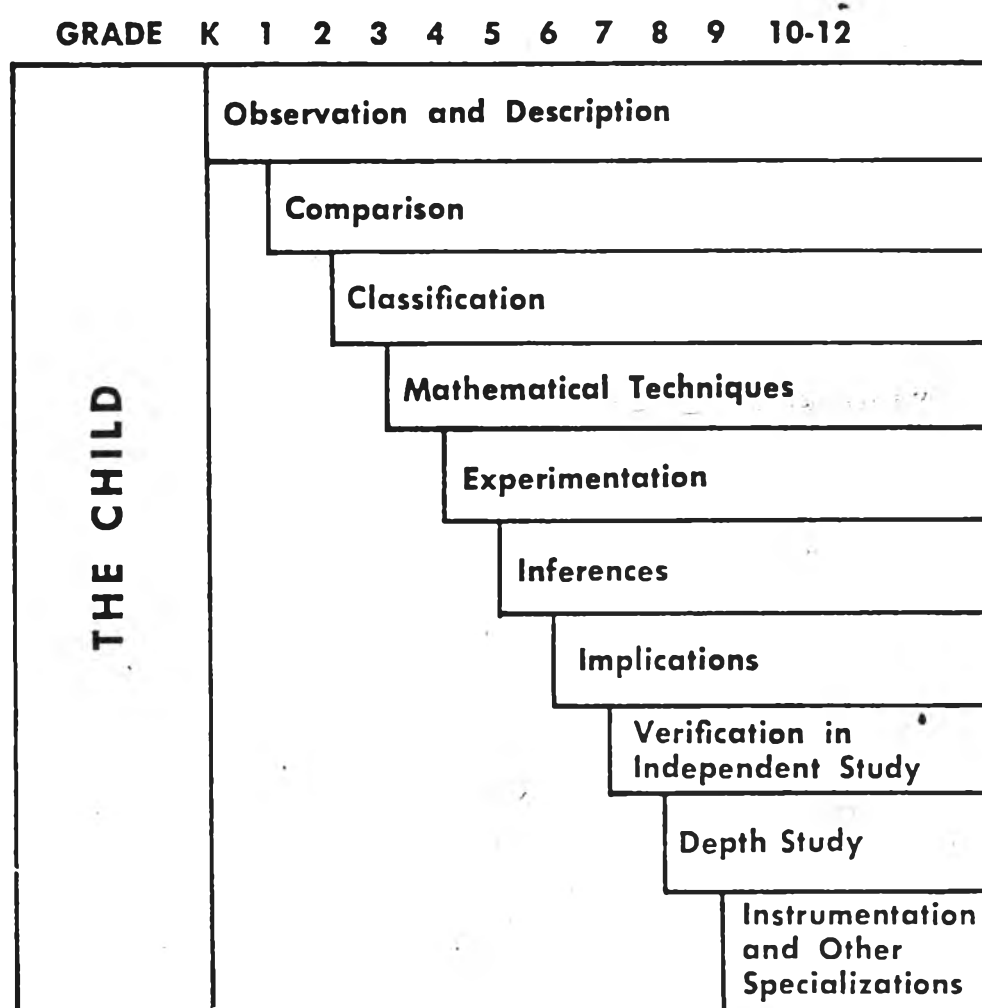 GRADE K 1 2 3 4 5 6 7 8 9 10-12
THE CHILD
Observation and Description
Comparison
Classification
Mathematical Techniques
Experimentation
Inferences
Implications
Verification in
Independent Study
Depth Study
Instrumentation
and Other
Specializations